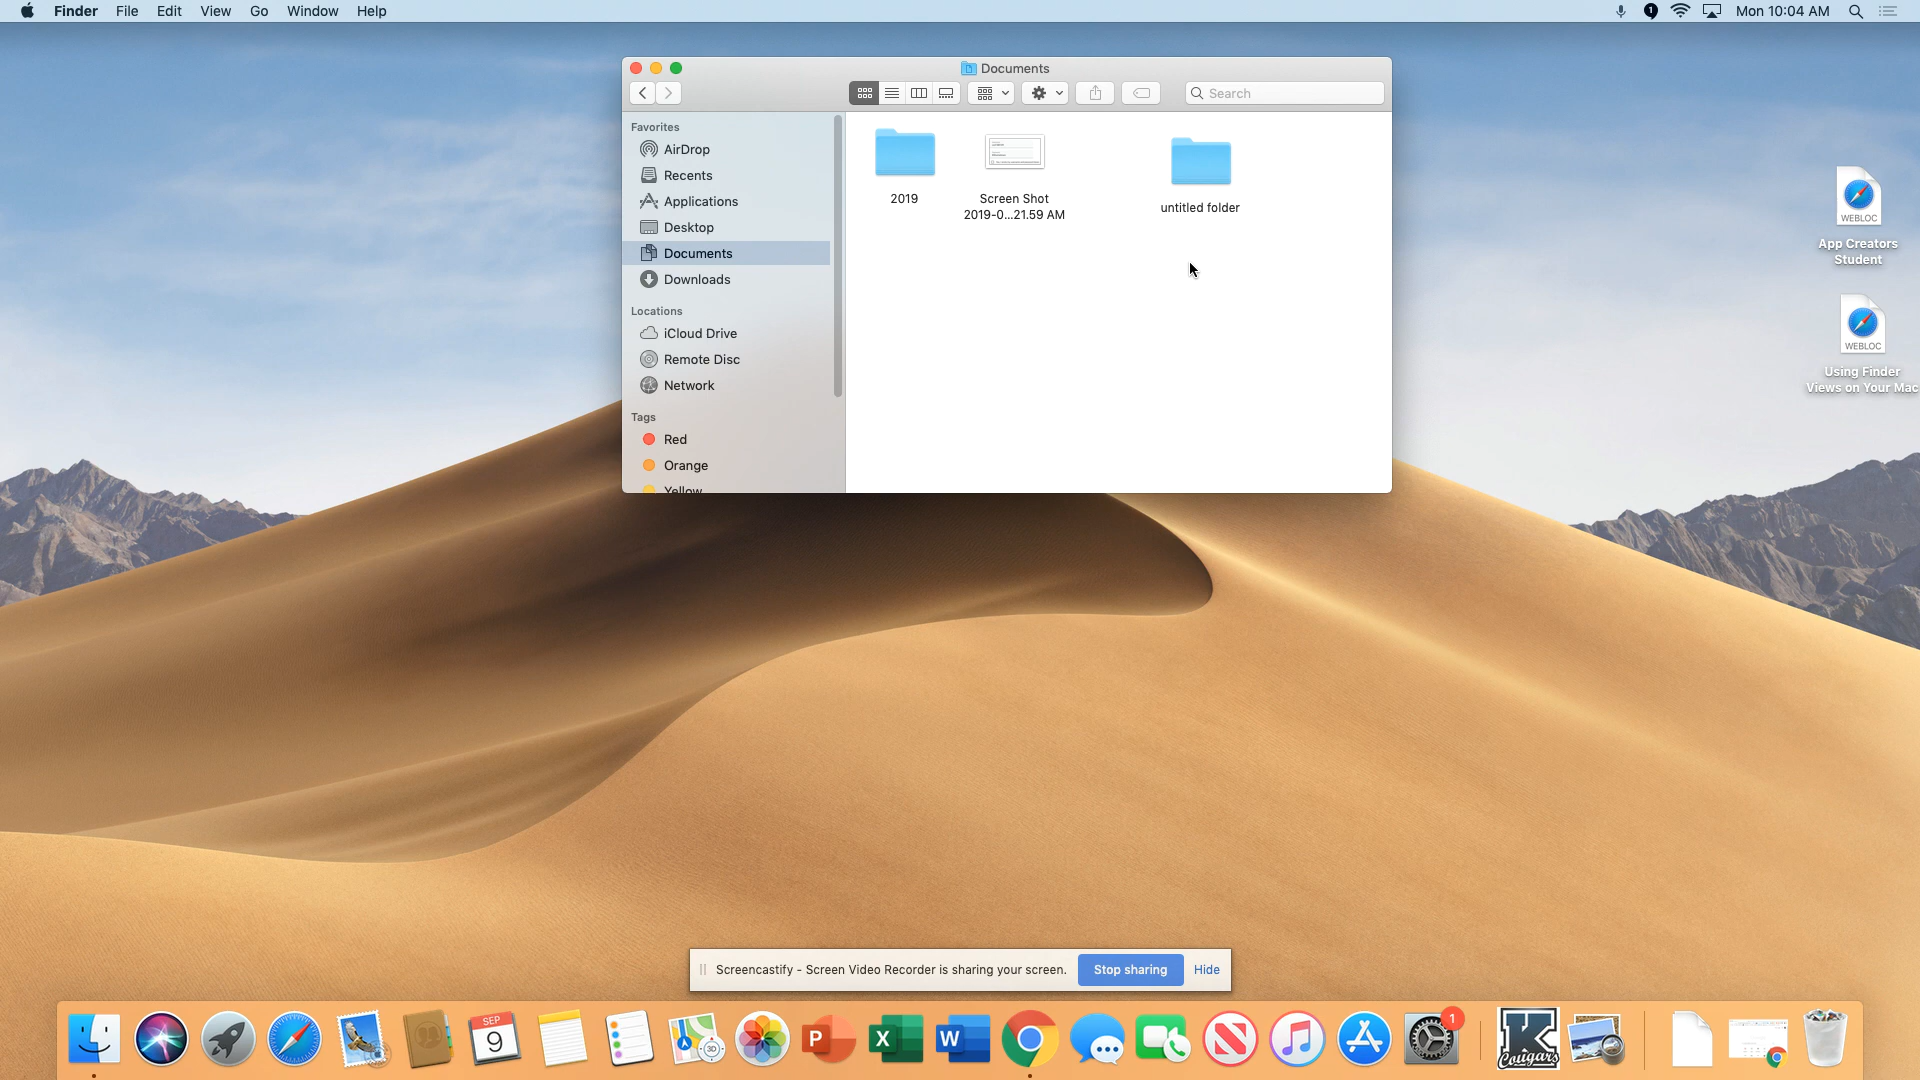 Finder File Edit View Go Window Help
1
Mon 10:04 AM
Documents
Search
Favorites
AirDrop
Recents
Applications
Desktop
Documents
Downloads
Locations
iCloud Drive
Remote Disc
Network
Tags
Red
Orange
Yellow
2019
Screen Shot
2019-0...21.59 AM
untitled folder
WEBLOC
App Creators
Student
WEBLOC
Using Finder
Views on Your Mac
Screencastify - Screen Video Recorder is sharing your screen.
Stop sharing
Hide
SEP
9
3D
P
X
W
1
K
Cougars